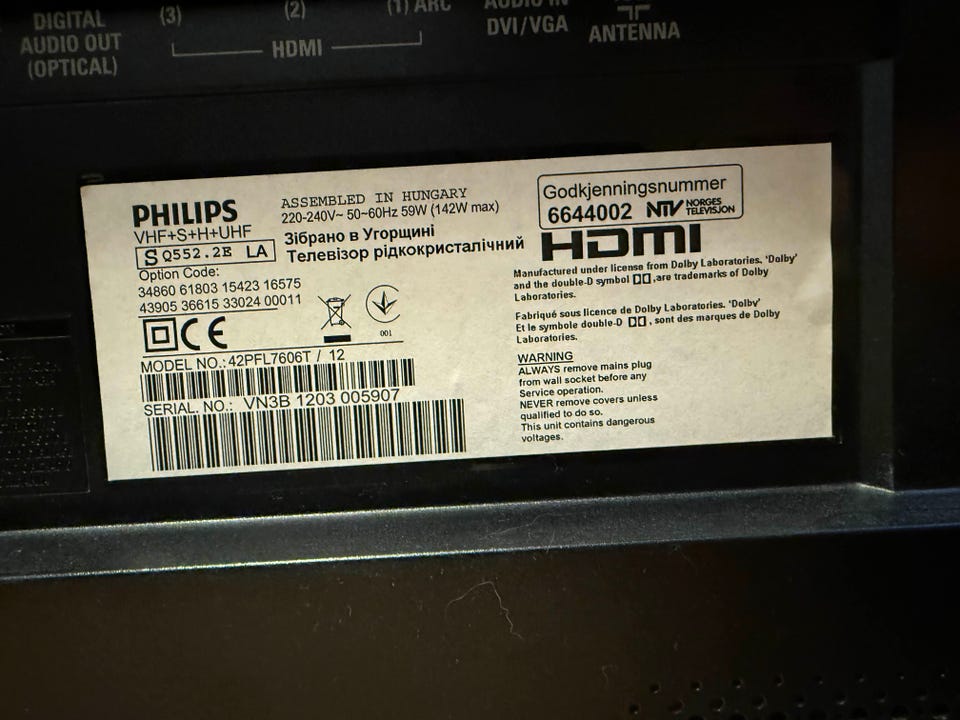 DIGITAL
AUDIO OUT
(OPTICAL)
(3) (2) (1) ARC
HDMI
AUDIO IN
DVI/VGA
ANTENNA
PHILIPS
VHF+S+H+UHF
S Q552.2E LA
Option Code:
34860 61803 15423 16575
43905 36615 33024 00011
ASSEMBLED IN HUNGARY
220-240V~ 50~60Hz 59W (142W max)
Зібрано в Угорщині
Телевізор рідкокристалічний
CE
001
MODEL NO.: 42PFL7606T / 12
SERIAL. NO.: VN3B 1203 005907
Godkjenningsnummer
6644002 NTV NORGES
TELEVISJON
HDMI
Manufactured under license from Dolby Laboratories. 'Dolby'
and the double-D symbol ,are trademarks of Dolby
Laboratories.
Fabriqué sous licence de Dolby Laboratories. 'Dolby'
Et le symbole double-D , sont des marques de Dolby
Laboratories.
WARNING
ALWAYS remove mains plug
from wall socket before any
Service operation.
NEVER remove covers unless
qualified to do so.
This unit contains dangerous
voltages.